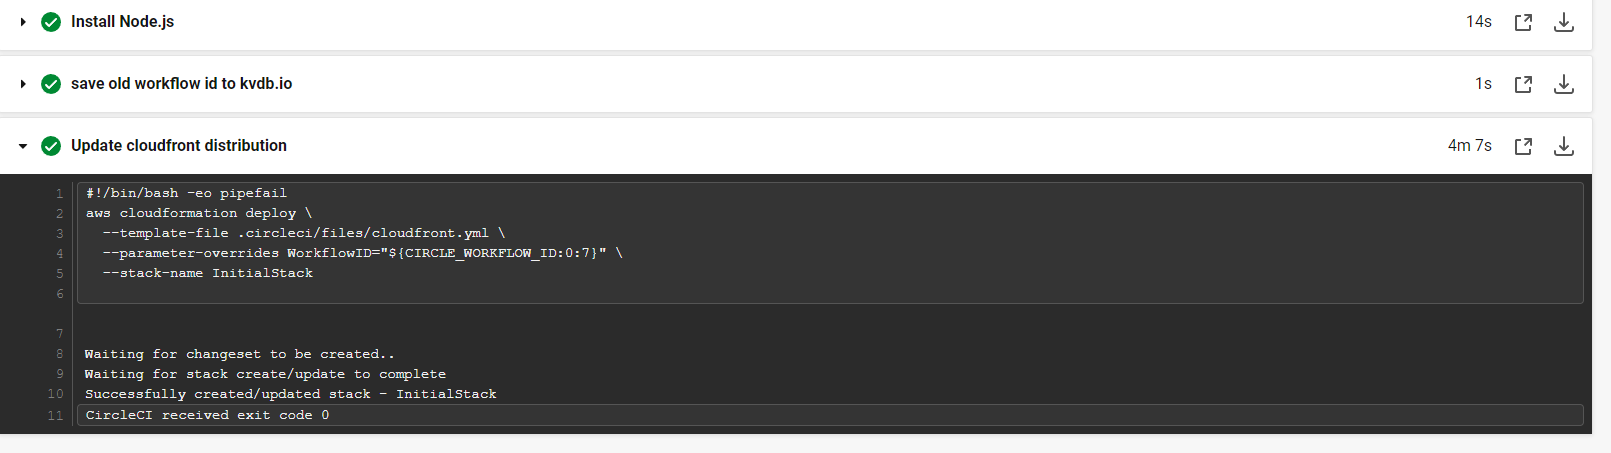 Install Node.js 14s
save old workflow id to kvdb.io 1s
Update cloudfront distribution 4m 7s
1 #!/bin/bash -eo pipefail
2 aws cloudformation deploy \
3   --template-file .circleci/files/cloudfront.yml \
4   --parameter-overrides WorkflowID="${CIRCLE_WORKFLOW_ID:0:7}" \
5   --stack-name InitialStack
6
7
8 Waiting for changeset to be created..
9 Waiting for stack create/update to complete
10 Successfully created/updated stack - InitialStack
11 CircleCI received exit code 0